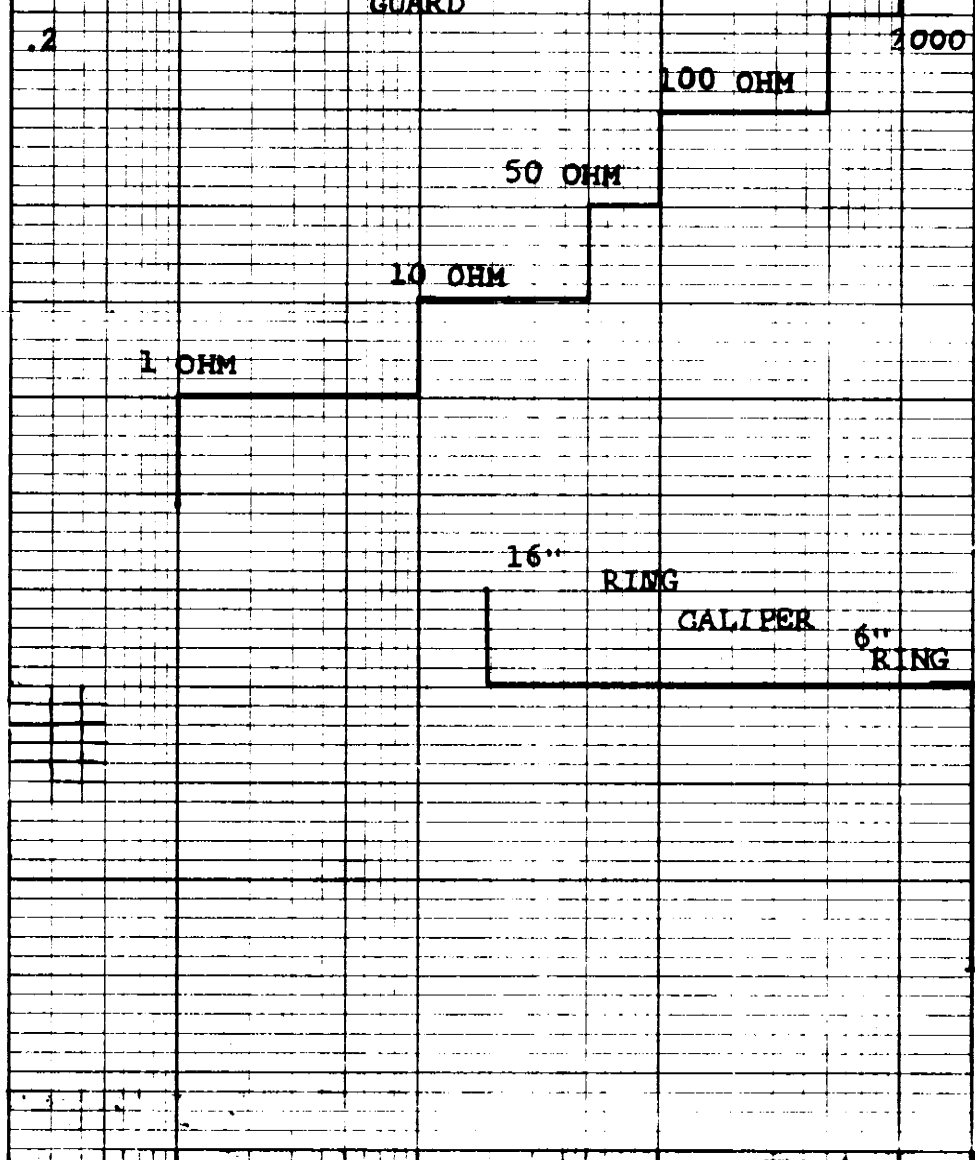 GUARD
.2 2000
100 OHM
50 OHM
10 OHM
1 OHM
16"
RING
CALIPER
6"
RING